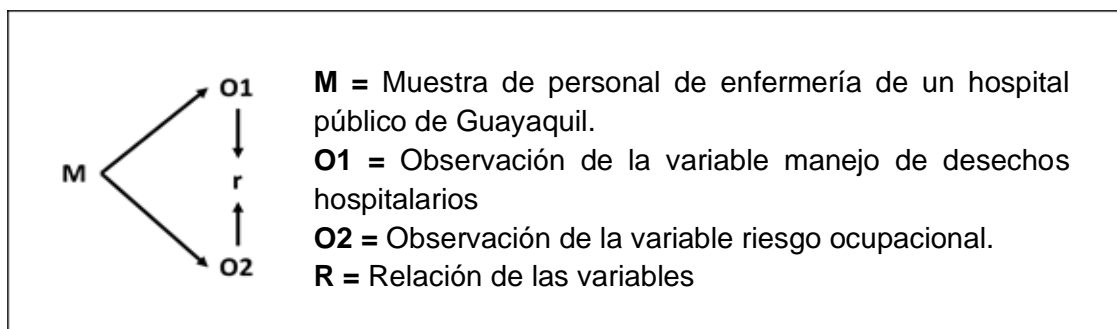 O1
M
r
O2
M = Muestra de personal de enfermería de un hospital
público de Guayaquil.
O1 = Observación de la variable manejo de desechos
hospitalarios
O2 = Observación de la variable riesgo ocupacional.
R = Relación de las variables